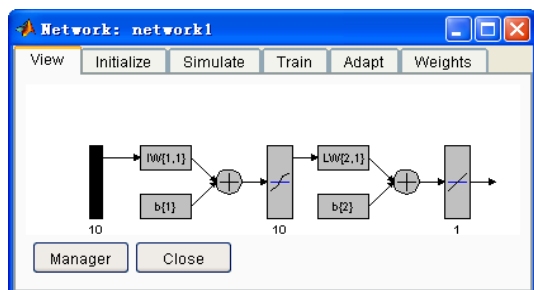 Network: network1
View Initialize Simulate Train Adapt Weights
IW{1,1} LW{2,1}
b{1} b{2}
10 10 1
Manager Close